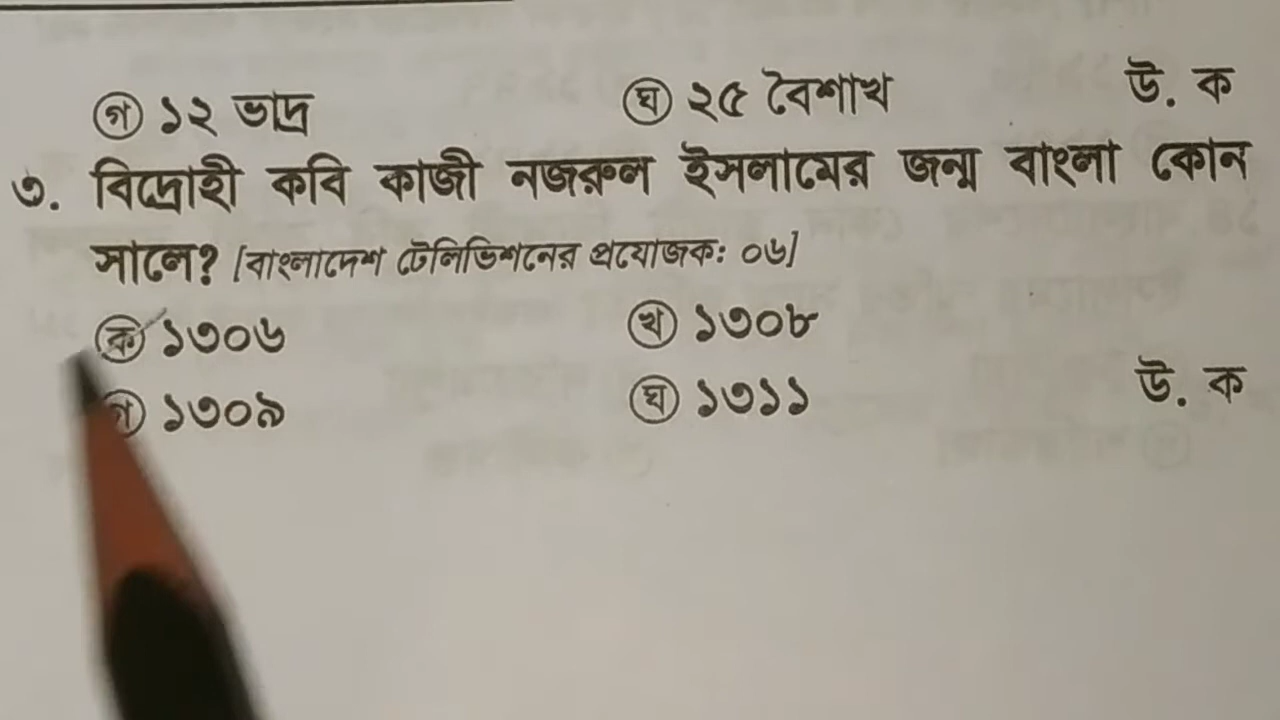 গ ১২ ভাদ্র ঘ ২৫ বৈশাখ উ. ক
৩. বিদ্রোহী কবি কাজী নজরুল ইসলামের জন্ম বাংলা কোন
সালে? [বাংলাদেশ টেলিভিশনের প্রযোজক: ০৬]
ক ১৩০৬ খ ১৩০৮
গ ১৩০৯ ঘ ১৩১১ উ. ক